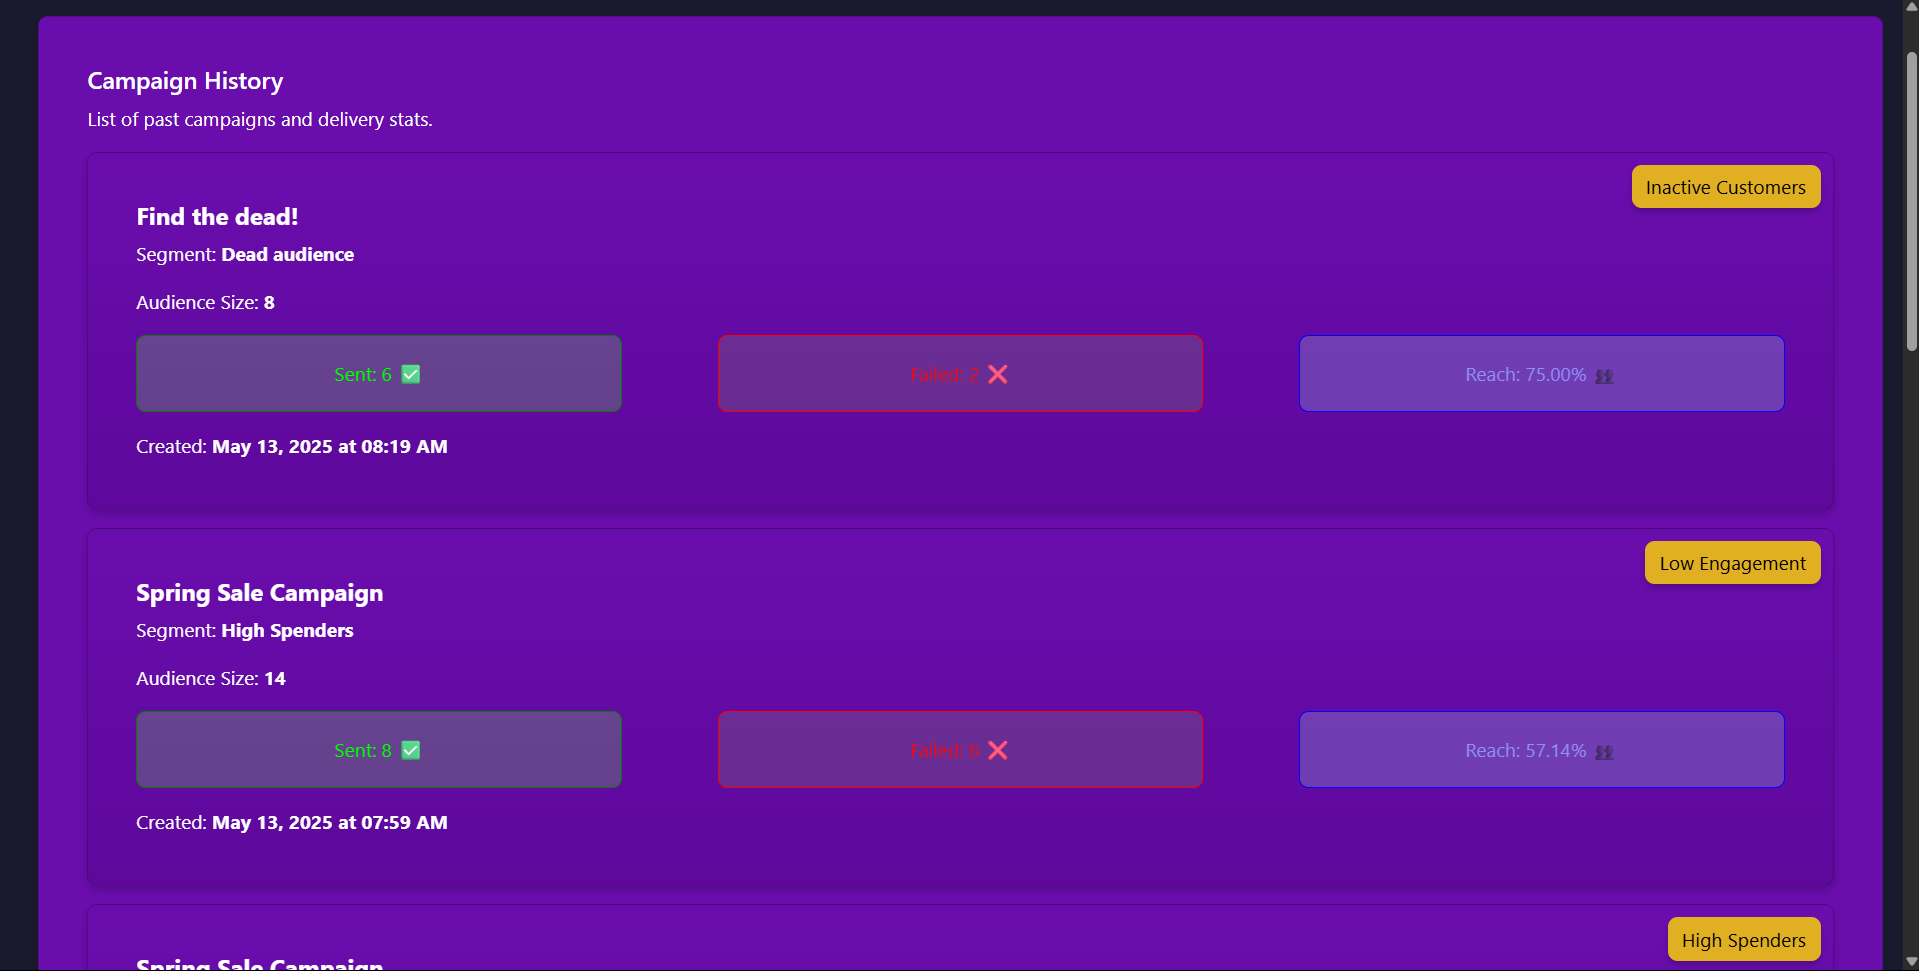 Campaign History
List of past campaigns and delivery stats.
Inactive Customers
Find the dead!
Segment: Dead audience
Audience Size: 8
Sent: 6 ✅
Failed: 2 ❌
Reach: 75.00% 👥
Created: May 13, 2025 at 08:19 AM
Low Engagement
Spring Sale Campaign
Segment: High Spenders
Audience Size: 14
Sent: 8 ✅
Failed: 6 ❌
Reach: 57.14% 👥
Created: May 13, 2025 at 07:59 AM
High Spenders
Spring Sale Campaign